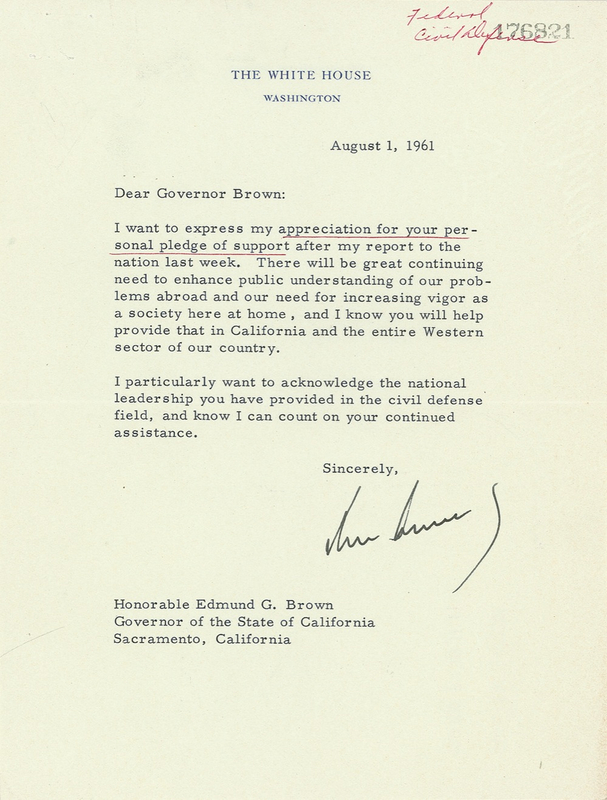 Federal
Civil Defense
176821
THE WHITE HOUSE
WASHINGTON
August 1, 1961
Dear Governor Brown:
I want to express my appreciation for your per-
sonal pledge of support after my report to the
nation last week. There will be great continuing
need to enhance public understanding of our prob-
lems abroad and our need for increasing vigor as
a society here at home , and I know you will help
provide that in California and the entire Western
sector of our country.
I particularly want to acknowledge the national
leadership you have provided in the civil defense
field, and know I can count on your continued
assistance.
Sincerely,
Honorable Edmund G. Brown
Governor of the State of California
Sacramento, California